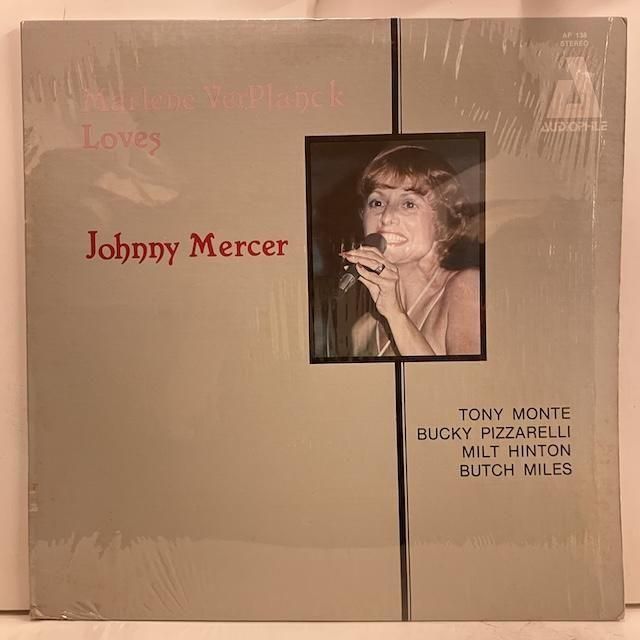 Marlene VerPlanck
Loves
Johnny Mercer
AP 138
STEREO
AUDIOPHILE
TONY MONTE
BUCKY PIZZARELLI
MILT HINTON
BUTCH MILES